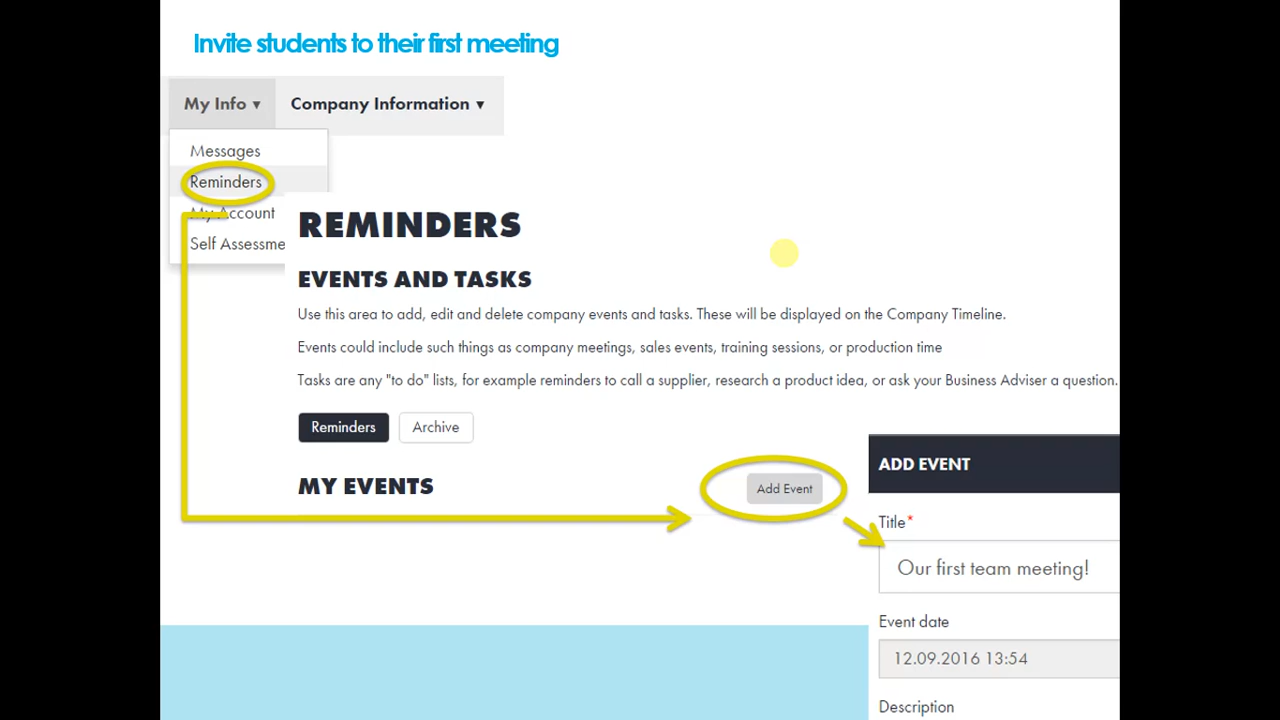 Invite students to their first meeting
My Info ▾ Company Information ▾
Messages
Reminders
My Account
Self Assessme
REMINDERS
EVENTS AND TASKS
Use this area to add, edit and delete company events and tasks. These will be displayed on the Company Timeline.
Events could include such things as company meetings, sales events, training sessions, or production time
Tasks are any "to do" lists, for example reminders to call a supplier, research a product idea, or ask your Business Adviser a question.
Reminders Archive
MY EVENTS Add Event
ADD EVENT
Title*
Our first team meeting!
Event date
12.09.2016 13:54
Description